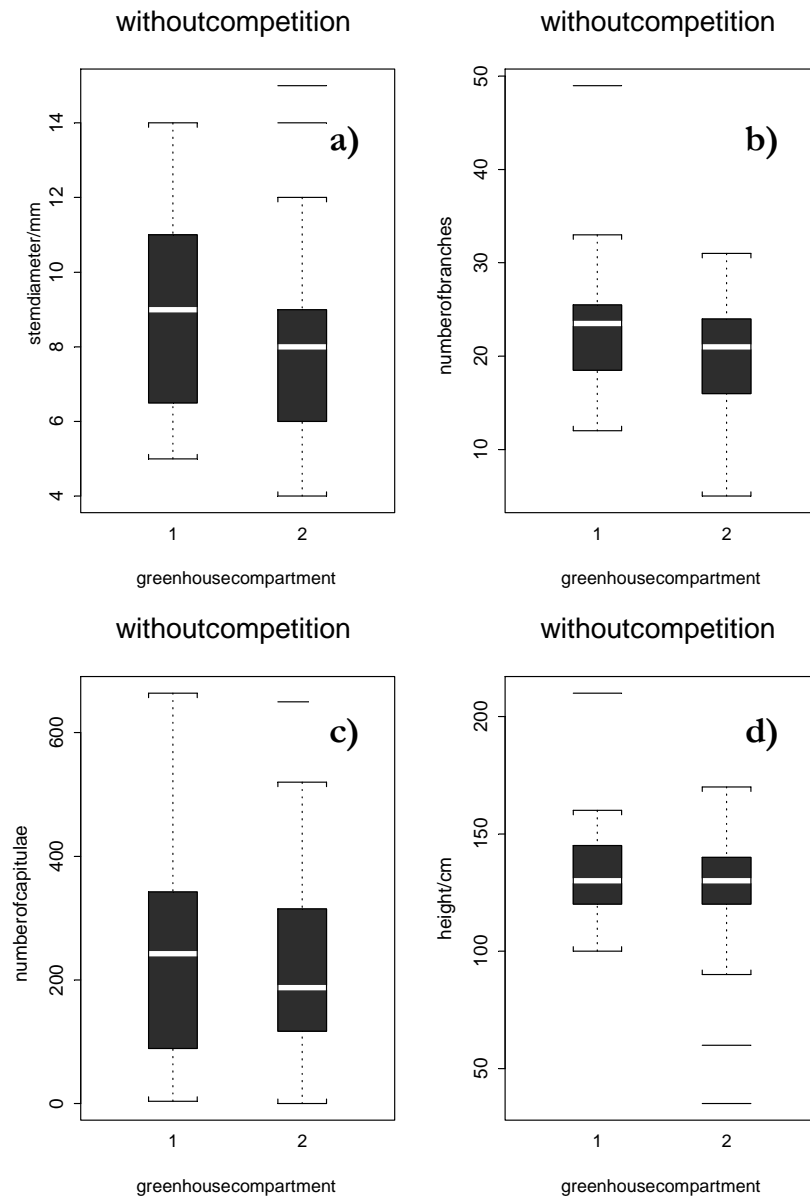 withoutcompetition
a)
stemdiameter/mm
14
12
10
8
6
4
1 2
greenhousecompartment
withoutcompetition
b)
numberofbranches
50
40
30
20
10
1 2
greenhousecompartment
withoutcompetition
c)
numberofcapitulae
600
400
200
0
1 2
greenhousecompartment
withoutcompetition
d)
height/cm
200
150
100
50
1 2
greenhousecompartment